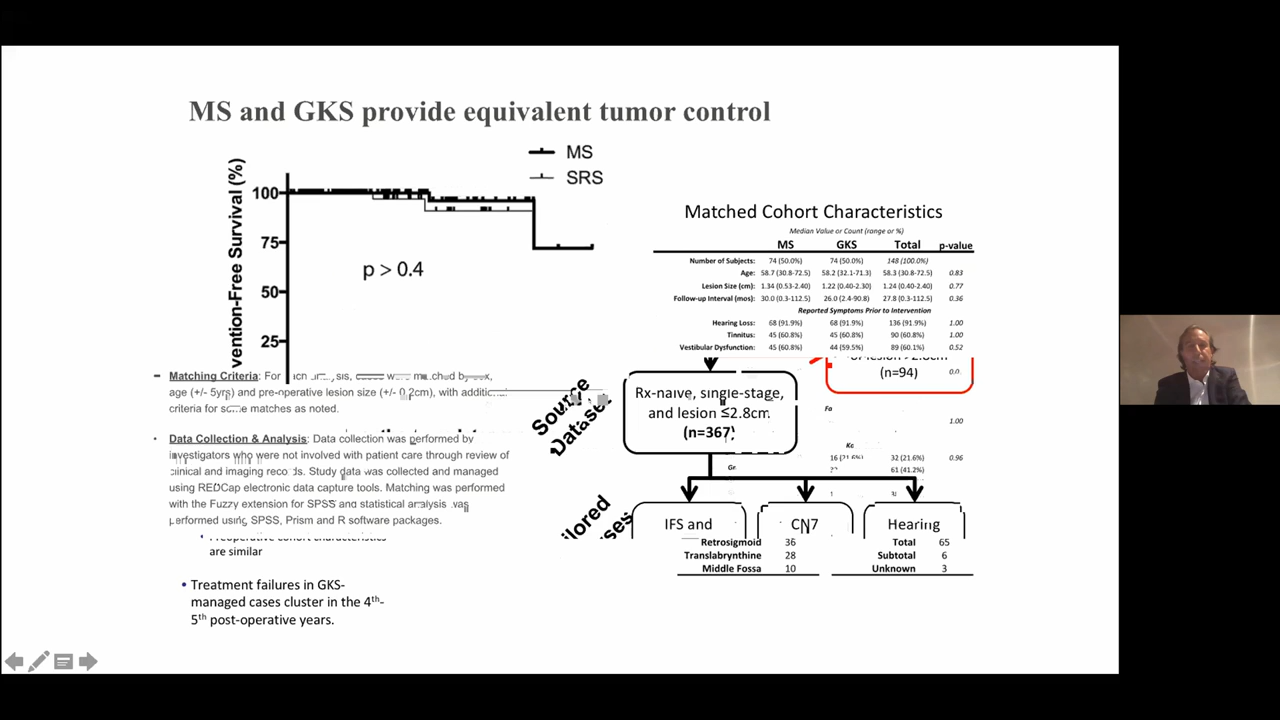 MS and GKS provide equivalent tumor control
MS
SRS
vention-Free Survival (%)
100
75
50
25
p > 0.4
Matching Criteria: For
age (+/- 5yrs) and pre-operative lesion size (+/- 0.2cm), with
criteria for some matches as noted.
• Data Collection & Analysis: Data collection was performed by
investigators who were not involved with patient care through review of
clinical and imaging records. Study data was collected and managed
using REDCap electronic data capture tools. Matching was performed
with the Fuzzy extension for SPSS and statistical analysis was
performed using SPSS, Prism and R software packages.
are similar
• Treatment failures in GKS-
managed cases cluster in the 4th-
5th post-operative years.
Matched Cohort Characteristics
Median Value or Count (range or %)
MS GKS Total p-value
Number of Subjects: 74 (50.0%) 74 (50.0%) 148 (100.0%)
Age: 58.7 (30.8-72.5) 58.2 (32.1-71.3) 58.3 (30.8-72.5) 0.83
Lesion Size (cm): 1.34 (0.53-2.40) 1.22 (0.40-2.30) 1.24 (0.40-2.40) 0.77
Follow-up Interval (mos): 30.0 (0.3-112.5) 26.0 (2.4-90.8) 27.8 (0.3-112.5) 0.36
Reported Symptoms Prior to Intervention
Hearing Loss: 68 (91.9%) 68 (91.9%) 136 (91.9%) 1.00
Tinnitus: 45 (60.8%) 45 (60.8%) 90 (60.8%) 1.00
Vestibular Dysfunction: 45 (60.8%) 44 (59.5%) 89 (60.1%) 0.52
(n=94)
Source
Dataset
Rx-naive, single-stage,
and lesion ≤2.8cm
(n=367)
1.00
32 (21.6%) 0.96
61 (41.2%)
IFS and
CN7
Hearing
Retrosigmoid 36
Translabrynthine 28
Middle Fossa 10
Total 65
Subtotal 6
Unknown 3